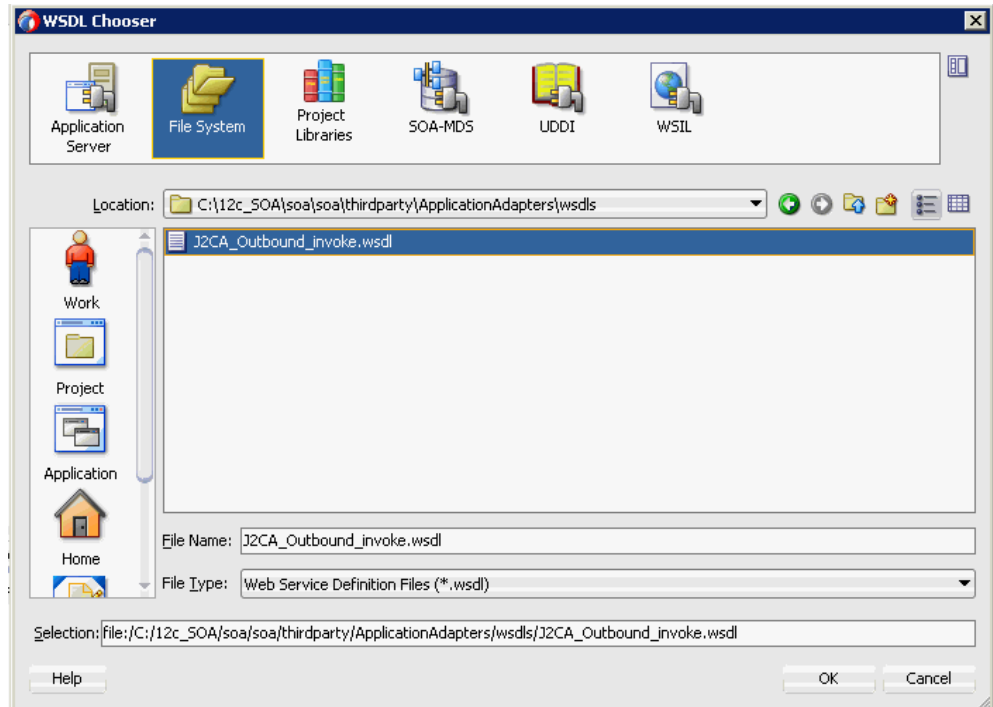 WSDL Chooser
Application Server
File System
Project Libraries
SOA-MDS
UDDI
WSIL
Location: C:\12c_SOA\soa\soa\thirdparty\ApplicationAdapters\wsdls
J2CA_Outbound_invoke.wsdl
Work
Project
Application
Home
File Name: J2CA_Outbound_invoke.wsdl
File Type: Web Service Definition Files (*.wsdl)
Selection: file:/C:/12c_SOA/soa/soa/thirdparty/ApplicationAdapters/wsdls/J2CA_Outbound_invoke.wsdl
Help
OK
Cancel